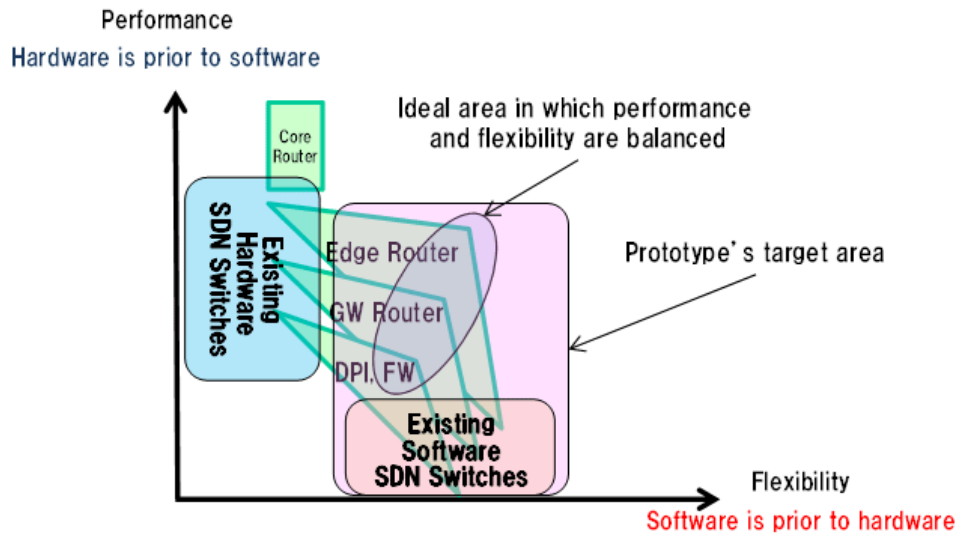 Performance
Hardware is prior to software
Core
Router
Ideal area in which performance
and flexibility are balanced
Existing
Hardware
SDN Switches
Edge Router
GW Router
DPI, FW
Prototype's target area
Existing
Software
SDN Switches
Flexibility
Software is prior to hardware